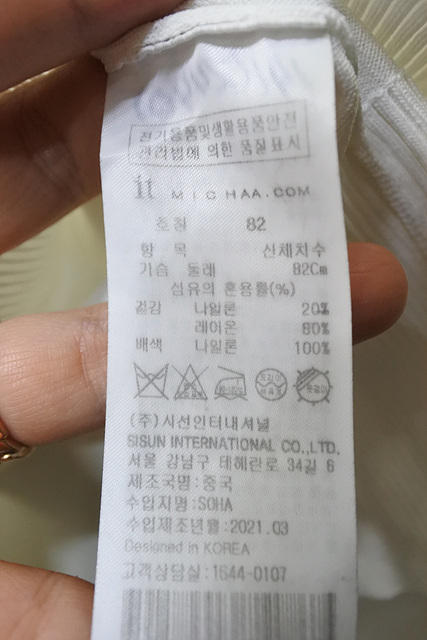 전기용품및생활용품안전
관리법에 의한 품질표시
it MICHAA.COM
호칭 82
항 목 신체치수
가슴 둘레 82Cm
섬유의 혼용률(%)
겉감 나일론 20%
레이온 80%
배색 나일론 100%
(주)시선인터내셔널
SISUN INTERNATIONAL CO.,LTD.
서울 강남구 테헤란로 34길 6
제조국명:중국
수입자명:SOHA
수입제조년월:2021.03
Designed in KOREA
고객상담실:1644-0107